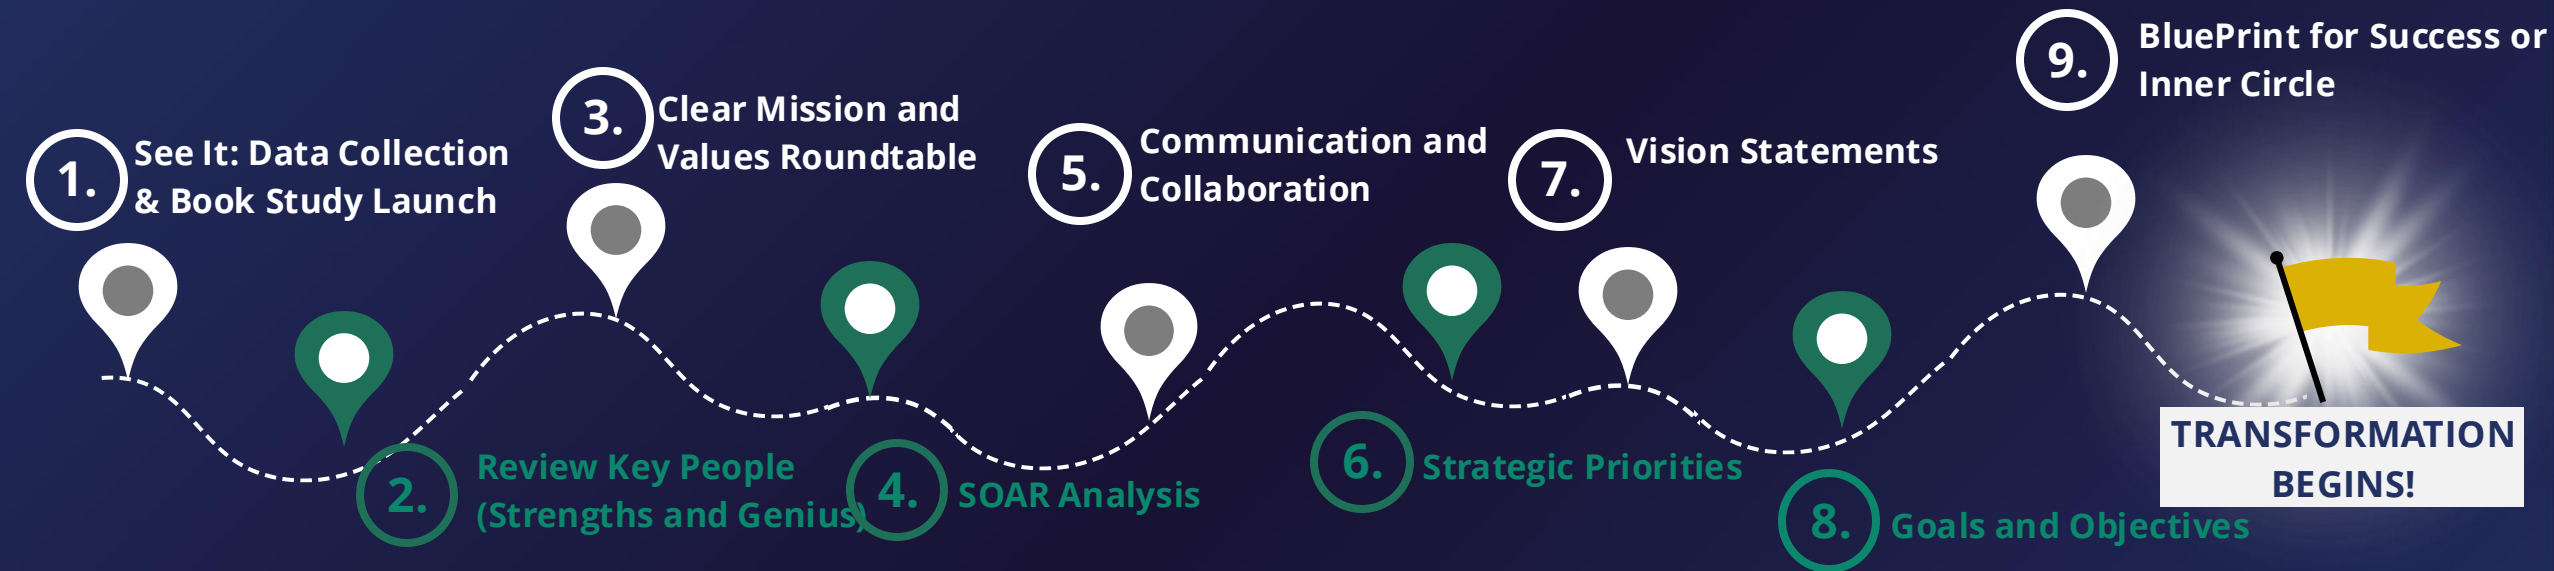 1.
See It: Data Collection
& Book Study Launch
2.
Review Key People
(Strengths and Genius)
3.
Clear Mission and
Values Roundtable
4.
SOAR Analysis
5.
Communication and
Collaboration
6.
Strategic Priorities
7.
Vision Statements
8.
Goals and Objectives
9.
BluePrint for Success or
Inner Circle
TRANSFORMATION
BEGINS!